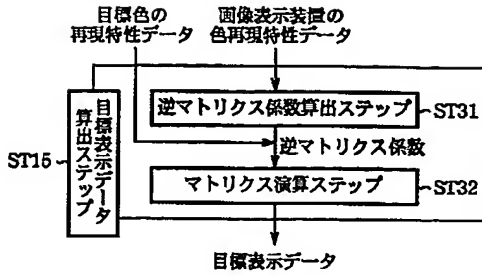 目標色の
再現特性データ
画像表示装置の
色再現特性データ
逆マトリクス係数算出ステップ
ST31
逆マトリクス係数
目標表示データ
算出ステップ
ST15
マトリクス演算ステップ
ST32
目標表示データ